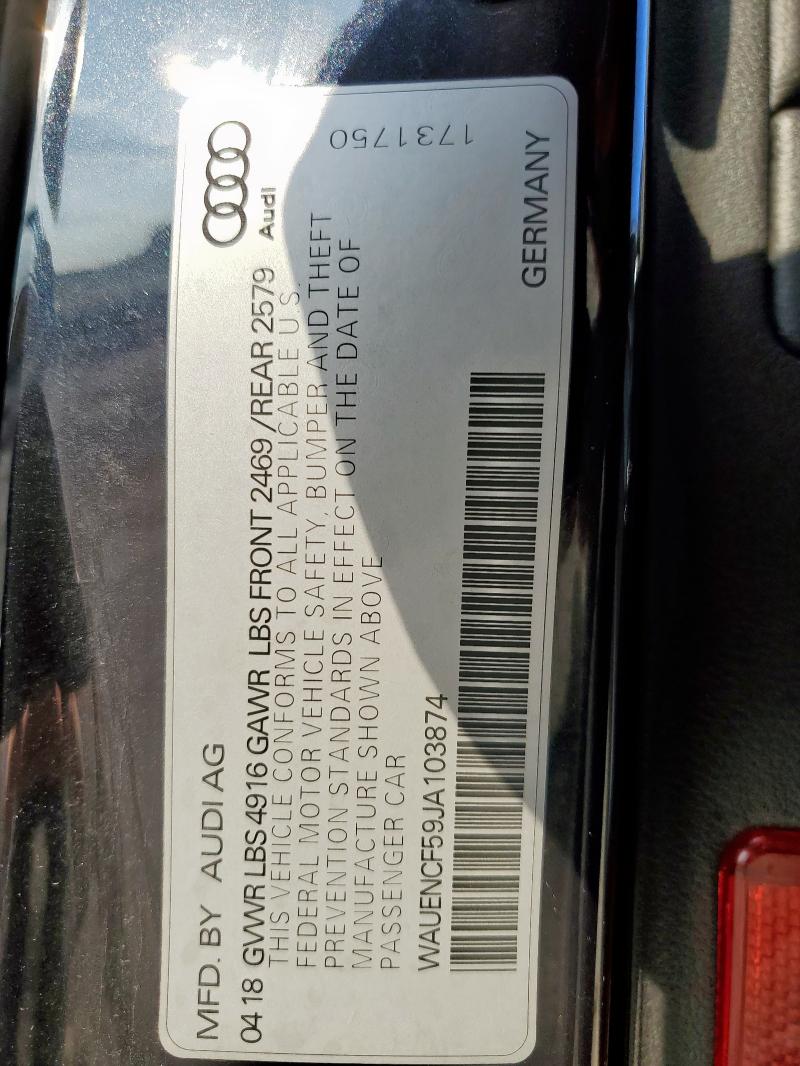 MFD. BY AUDI AG
Audi
04 18 GVWR LBS 4916 GAWR LBS FRONT 2469 /REAR 2579
THIS VEHICLE CONFORMS TO ALL APPLICABLE U.S.
FEDERAL MOTOR VEHICLE SAFETY, BUMPER AND THEFT
PREVENTION STANDARDS IN EFFECT ON THE DATE OF
MANUFACTURE SHOWN ABOVE
PASSENGER CAR
1731750
WAUENCF59JA103874
GERMANY